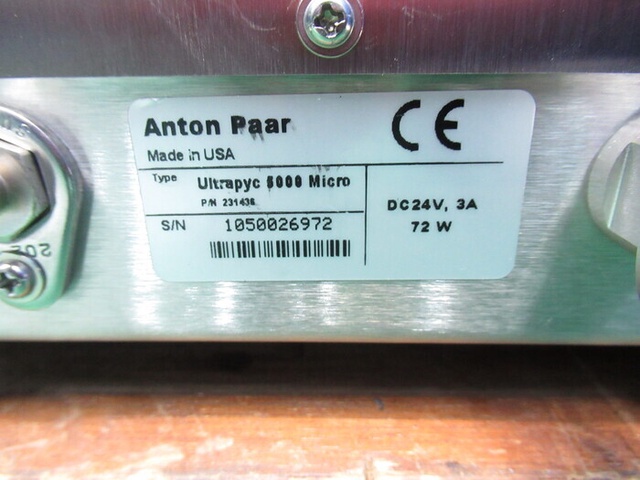 Anton Paar
CE
Made in USA
Type Ultrapyc 5000 Micro
P/N 231436
DC24V, 3A
72 W
S/N 1050026972